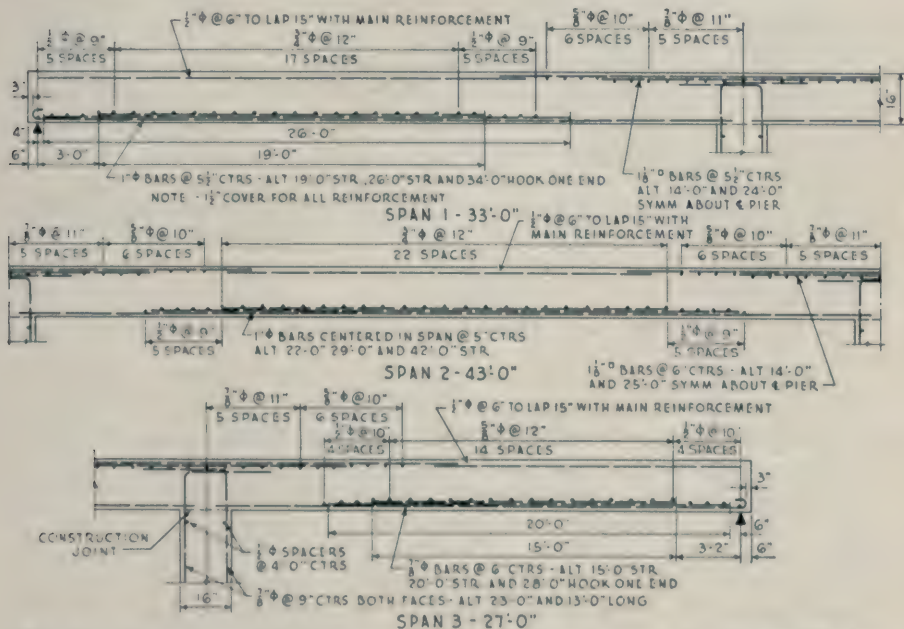 1/2"ϕ @ 6" TO LAP 15" WITH MAIN REINFORCEMENT
5/8"ϕ @ 10"
6 SPACES
7/8"ϕ @ 11"
5 SPACES
1/2"ϕ @ 9"
5 SPACES
3/4"ϕ @ 12"
17 SPACES
1/2"ϕ @ 9"
5 SPACES
3"
16"
4"
26'-0"
6"
3'-0"
19'-0"
1"ϕ BARS @ 5 1/2" CTRS - ALT 19'-0" STR, 26'-0" STR AND 34'-0" HOOK ONE END
NOTE - 1 1/2" COVER FOR ALL REINFORCEMENT
1 1/8"□ BARS @ 5 1/2" CTRS
ALT 14'-0" AND 24'-0"
SYMM ABOUT ℄ PIER
SPAN 1 - 33'-0"
7/8"ϕ @ 11"
5 SPACES
5/8"ϕ @ 10"
6 SPACES
3/4"ϕ @ 12"
22 SPACES
1/2"ϕ @ 6" TO LAP 15" WITH
MAIN REINFORCEMENT
5/8"ϕ @ 10"
6 SPACES
7/8"ϕ @ 11"
5 SPACES
1/2"ϕ @ 9"
5 SPACES
1"ϕ BARS CENTERED IN SPAN @ 5" CTRS
ALT 22'-0" 29'-0" AND 42'-0" STR
1/2"ϕ @ 9"
5 SPACES
SPAN 2 - 43'-0"
1 1/8"□ BARS @ 6" CTRS - ALT 14'-0"
AND 25'-0" SYMM ABOUT ℄ PIER
7/8"ϕ @ 11"
5 SPACES
5/8"ϕ @ 10"
6 SPACES
1/2"ϕ @ 6" TO LAP 15" WITH MAIN REINFORCEMENT
1/2"ϕ @ 10"
4 SPACES
5/8"ϕ @ 12"
14 SPACES
1/2"ϕ @ 10"
4 SPACES
3"
20'-0"
6"
15'-0"
3'-2"
6"
CONSTRUCTION
JOINT
1/2"ϕ SPACERS
@ 4'-0" CTRS
7/8"ϕ BARS @ 6" CTRS - ALT 15'-0" STR
20'-0" STR AND 28'-0" HOOK ONE END
16"
7/8"ϕ @ 9" CTRS BOTH FACES - ALT 23'-0" AND 13'-0" LONG
SPAN 3 - 27'-0"